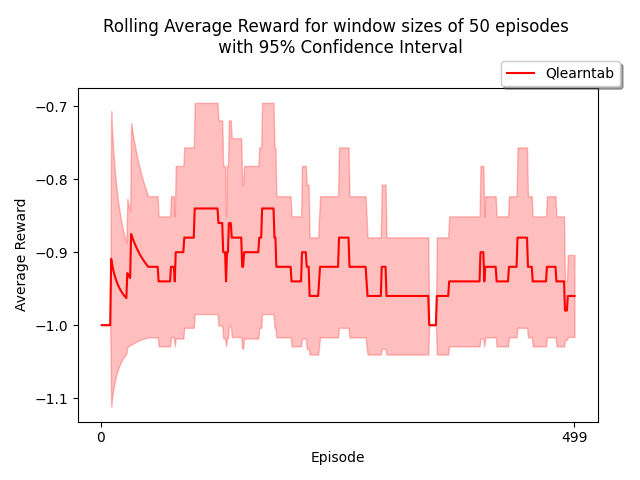 Rolling Average Reward for window sizes of 50 episodes
with 95% Confidence Interval
Qlearntab
−0.7
−0.8
−0.9
−1.0
−1.1
Average Reward
0
499
Episode